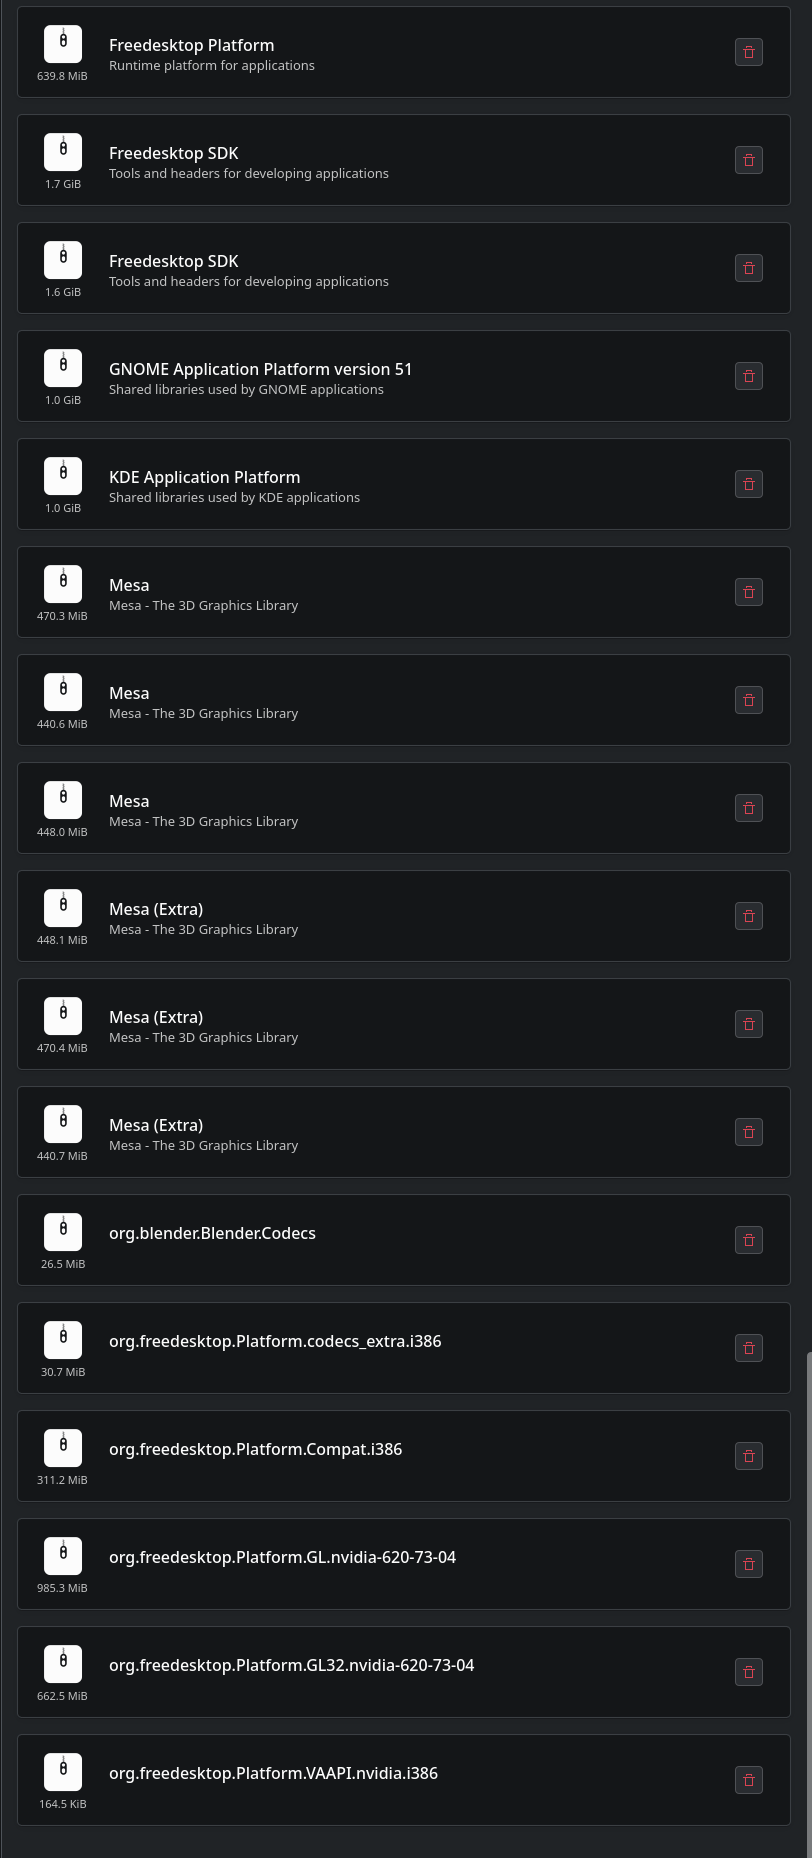 Freedesktop Platform
Runtime platform for applications
639.8 MiB
Freedesktop SDK
Tools and headers for developing applications
1.7 GiB
Freedesktop SDK
Tools and headers for developing applications
1.6 GiB
GNOME Application Platform version 51
Shared libraries used by GNOME applications
1.0 GiB
KDE Application Platform
Shared libraries used by KDE applications
1.0 GiB
Mesa
Mesa - The 3D Graphics Library
470.3 MiB
Mesa
Mesa - The 3D Graphics Library
440.6 MiB
Mesa
Mesa - The 3D Graphics Library
448.0 MiB
Mesa (Extra)
Mesa - The 3D Graphics Library
448.1 MiB
Mesa (Extra)
Mesa - The 3D Graphics Library
470.4 MiB
Mesa (Extra)
Mesa - The 3D Graphics Library
440.7 MiB
org.blender.Blender.Codecs
26.5 MiB
org.freedesktop.Platform.codecs_extra.i386
30.7 MiB
org.freedesktop.Platform.Compat.i386
311.2 MiB
org.freedesktop.Platform.GL.nvidia-620-73-04
985.3 MiB
org.freedesktop.Platform.GL32.nvidia-620-73-04
662.5 MiB
org.freedesktop.Platform.VAAPI.nvidia.i386
164.5 KiB